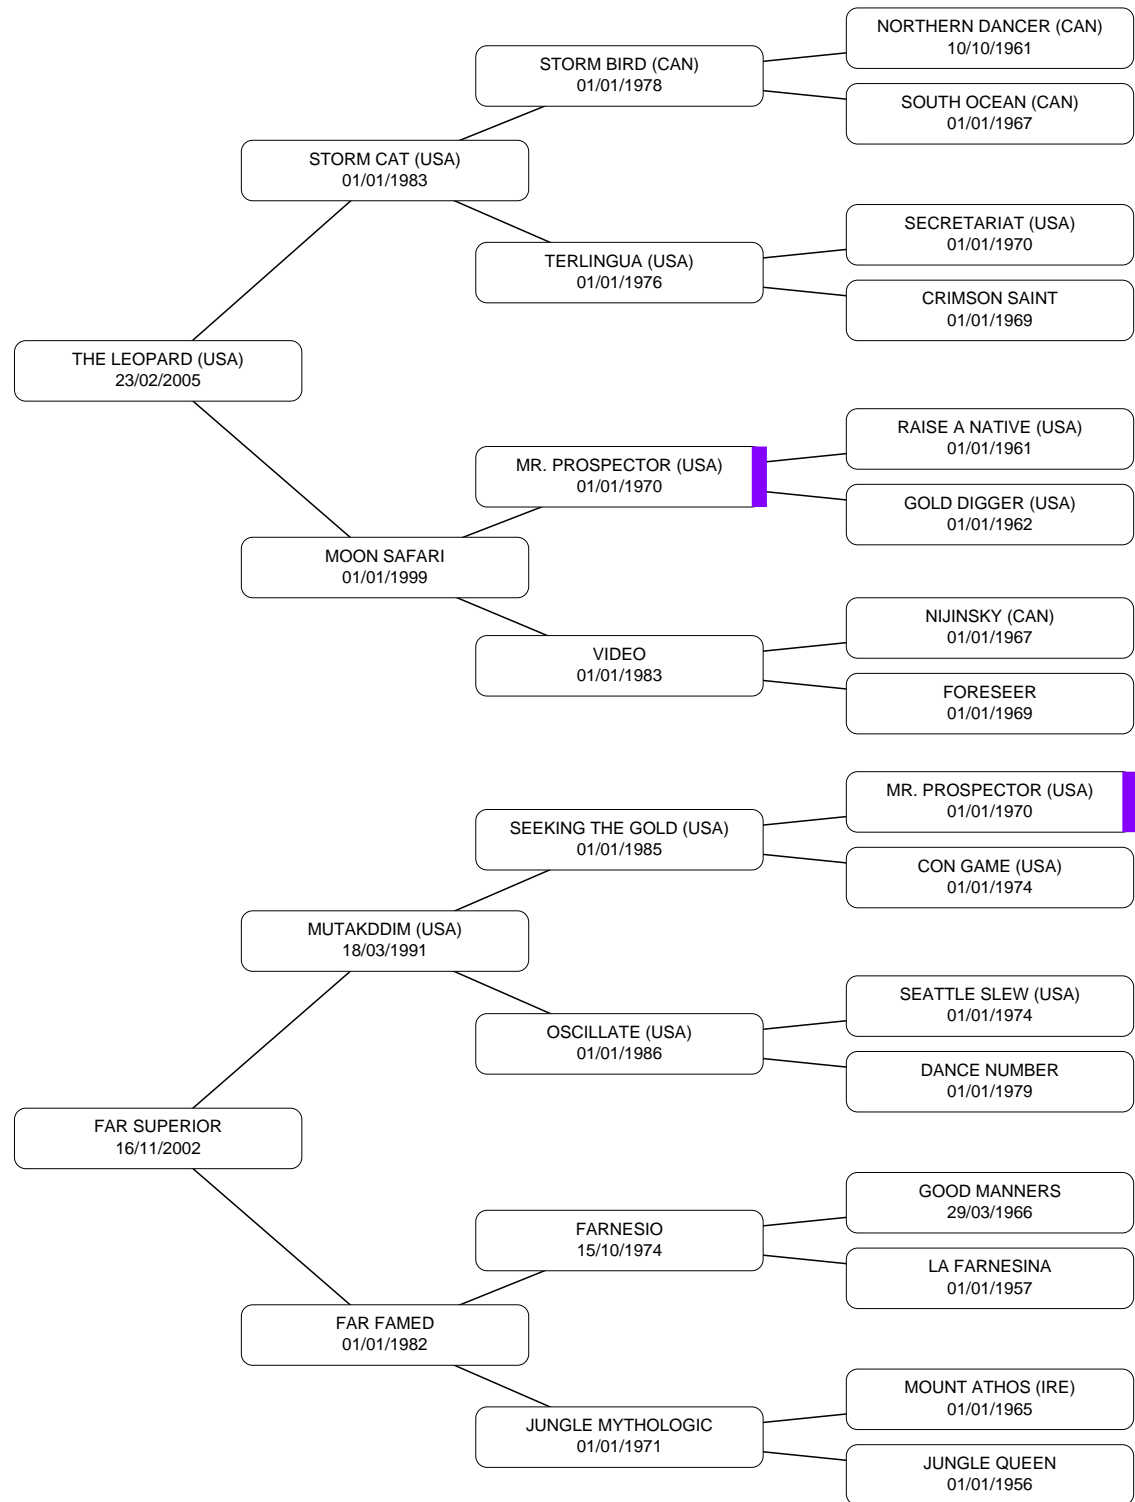 NORTHERN DANCER (CAN)
10/10/1961
STORM BIRD (CAN)
01/01/1978
SOUTH OCEAN (CAN)
01/01/1967
STORM CAT (USA)
01/01/1983
SECRETARIAT (USA)
01/01/1970
TERLINGUA (USA)
01/01/1976
CRIMSON SAINT
01/01/1969
THE LEOPARD (USA)
23/02/2005
RAISE A NATIVE (USA)
01/01/1961
MR. PROSPECTOR (USA)
01/01/1970
GOLD DIGGER (USA)
01/01/1962
MOON SAFARI
01/01/1999
NIJINSKY (CAN)
01/01/1967
VIDEO
01/01/1983
FORESEER
01/01/1969
MR. PROSPECTOR (USA)
01/01/1970
SEEKING THE GOLD (USA)
01/01/1985
CON GAME (USA)
01/01/1974
MUTAKDDIM (USA)
18/03/1991
SEATTLE SLEW (USA)
01/01/1974
OSCILLATE (USA)
01/01/1986
DANCE NUMBER
01/01/1979
FAR SUPERIOR
16/11/2002
GOOD MANNERS
29/03/1966
FARNESIO
15/10/1974
LA FARNESINA
01/01/1957
FAR FAMED
01/01/1982
MOUNT ATHOS (IRE)
01/01/1965
JUNGLE MYTHOLOGIC
01/01/1971
JUNGLE QUEEN
01/01/1956